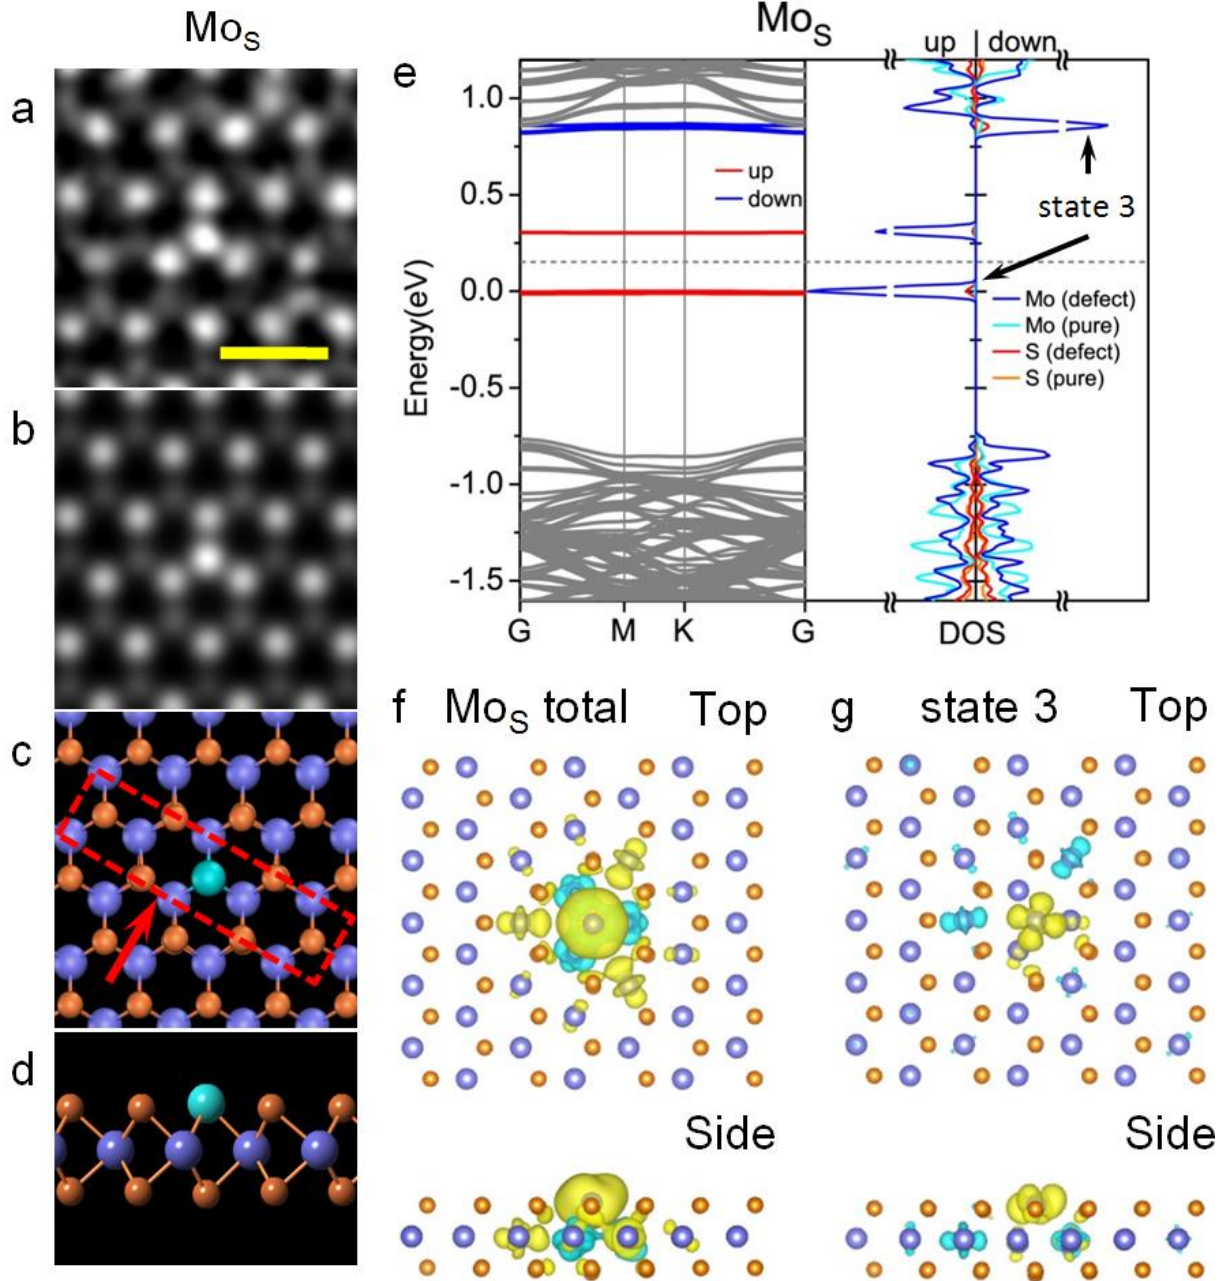 Mo_S
a
b
c
d
e
Mo_S
up down
1.0
0.5
0.0
-0.5
-1.0
-1.5
Energy(eV)
up
down
state 3
Mo (defect)
Mo (pure)
S (defect)
S (pure)
G M K G DOS
f Mo_S total Top
Side
g state 3 Top
Side